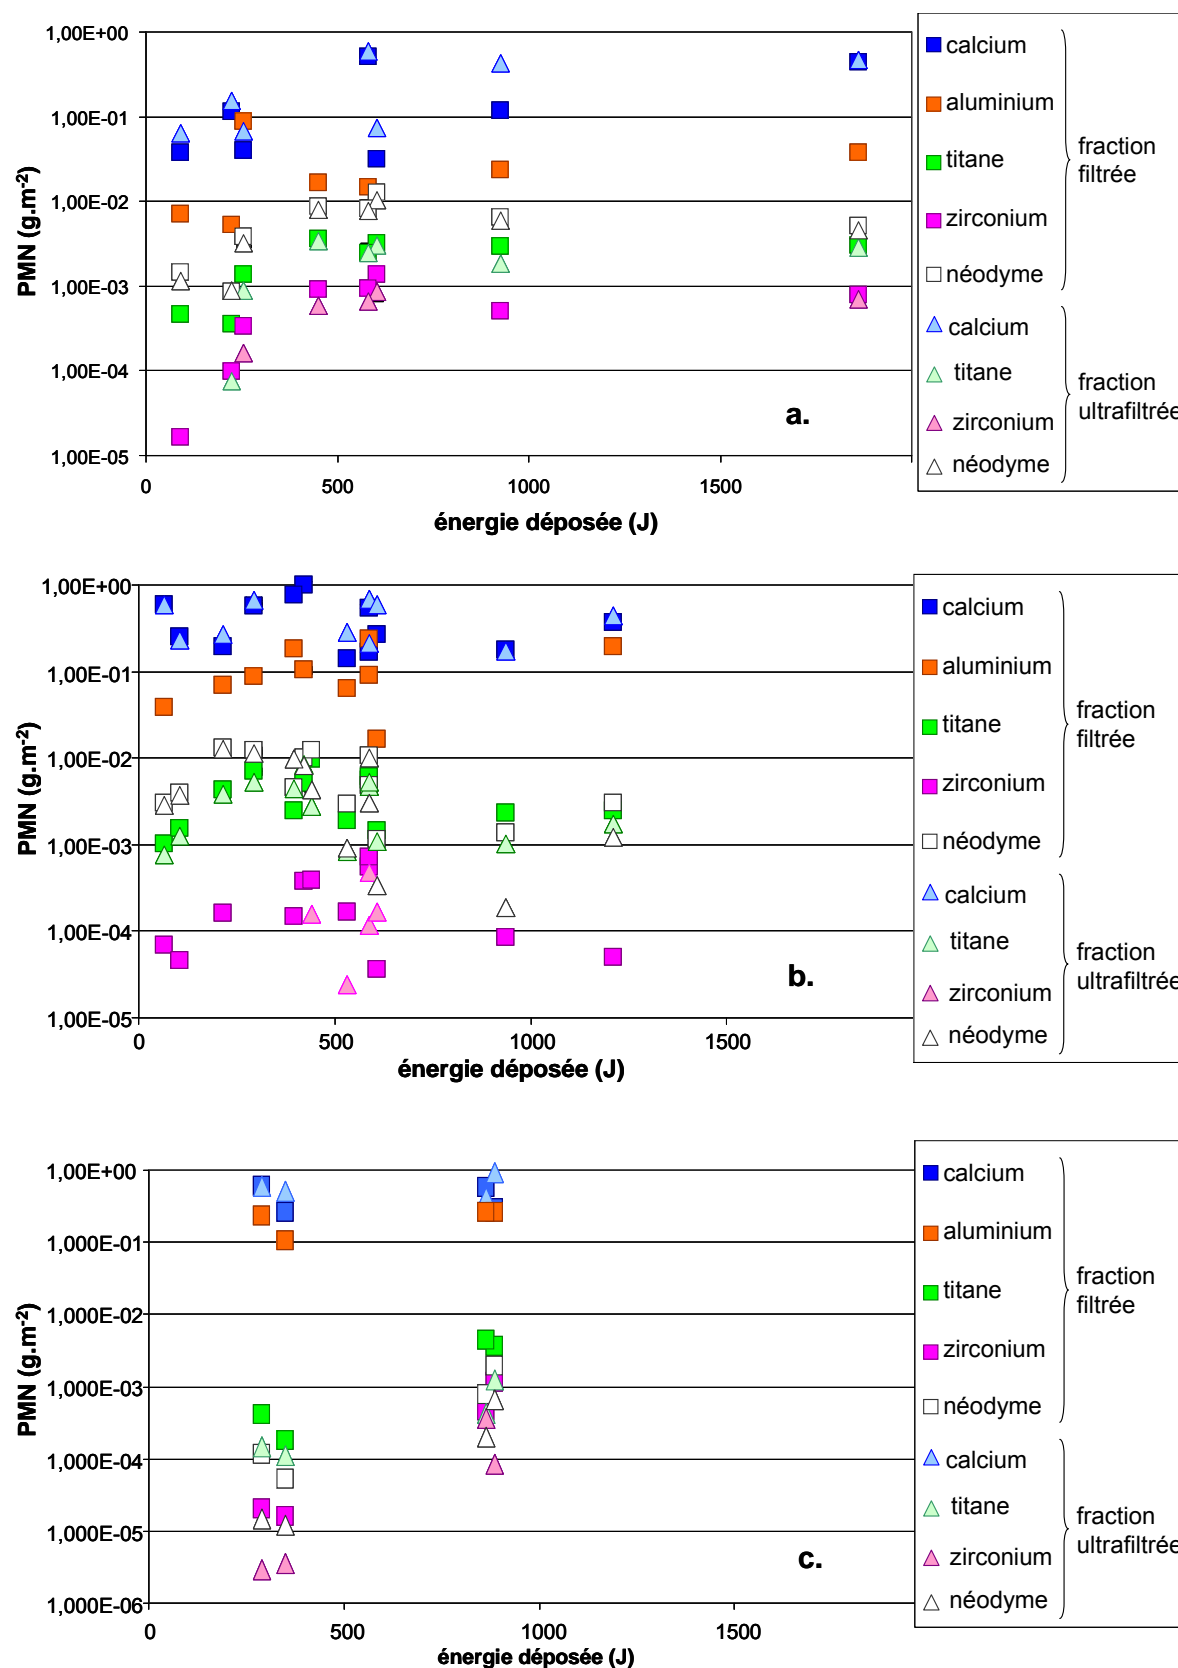 1,00E+00
1,00E-01
1,00E-02
1,00E-03
1,00E-04
1,00E-05
PMN (g.m-2)
0 500 1000 1500
énergie déposée (J)
a.
calcium
aluminium
titane
zirconium
néodyme
fraction
filtrée
calcium
titane
zirconium
néodyme
fraction
ultrafiltrée
1,00E+00
1,00E-01
1,00E-02
1,00E-03
1,00E-04
1,00E-05
PMN (g.m-2)
0 500 1000 1500
énergie déposée (J)
b.
calcium
aluminium
titane
zirconium
néodyme
fraction
filtrée
calcium
titane
zirconium
néodyme
fraction
ultrafiltrée
1,00E+00
1,000E-01
1,000E-02
1,000E-03
1,000E-04
1,000E-05
1,000E-06
PMN (g.m-2)
0 500 1000 1500
énergie déposée (J)
c.
calcium
aluminium
titane
zirconium
néodyme
fraction
filtrée
calcium
titane
zirconium
néodyme
fraction
ultrafiltrée